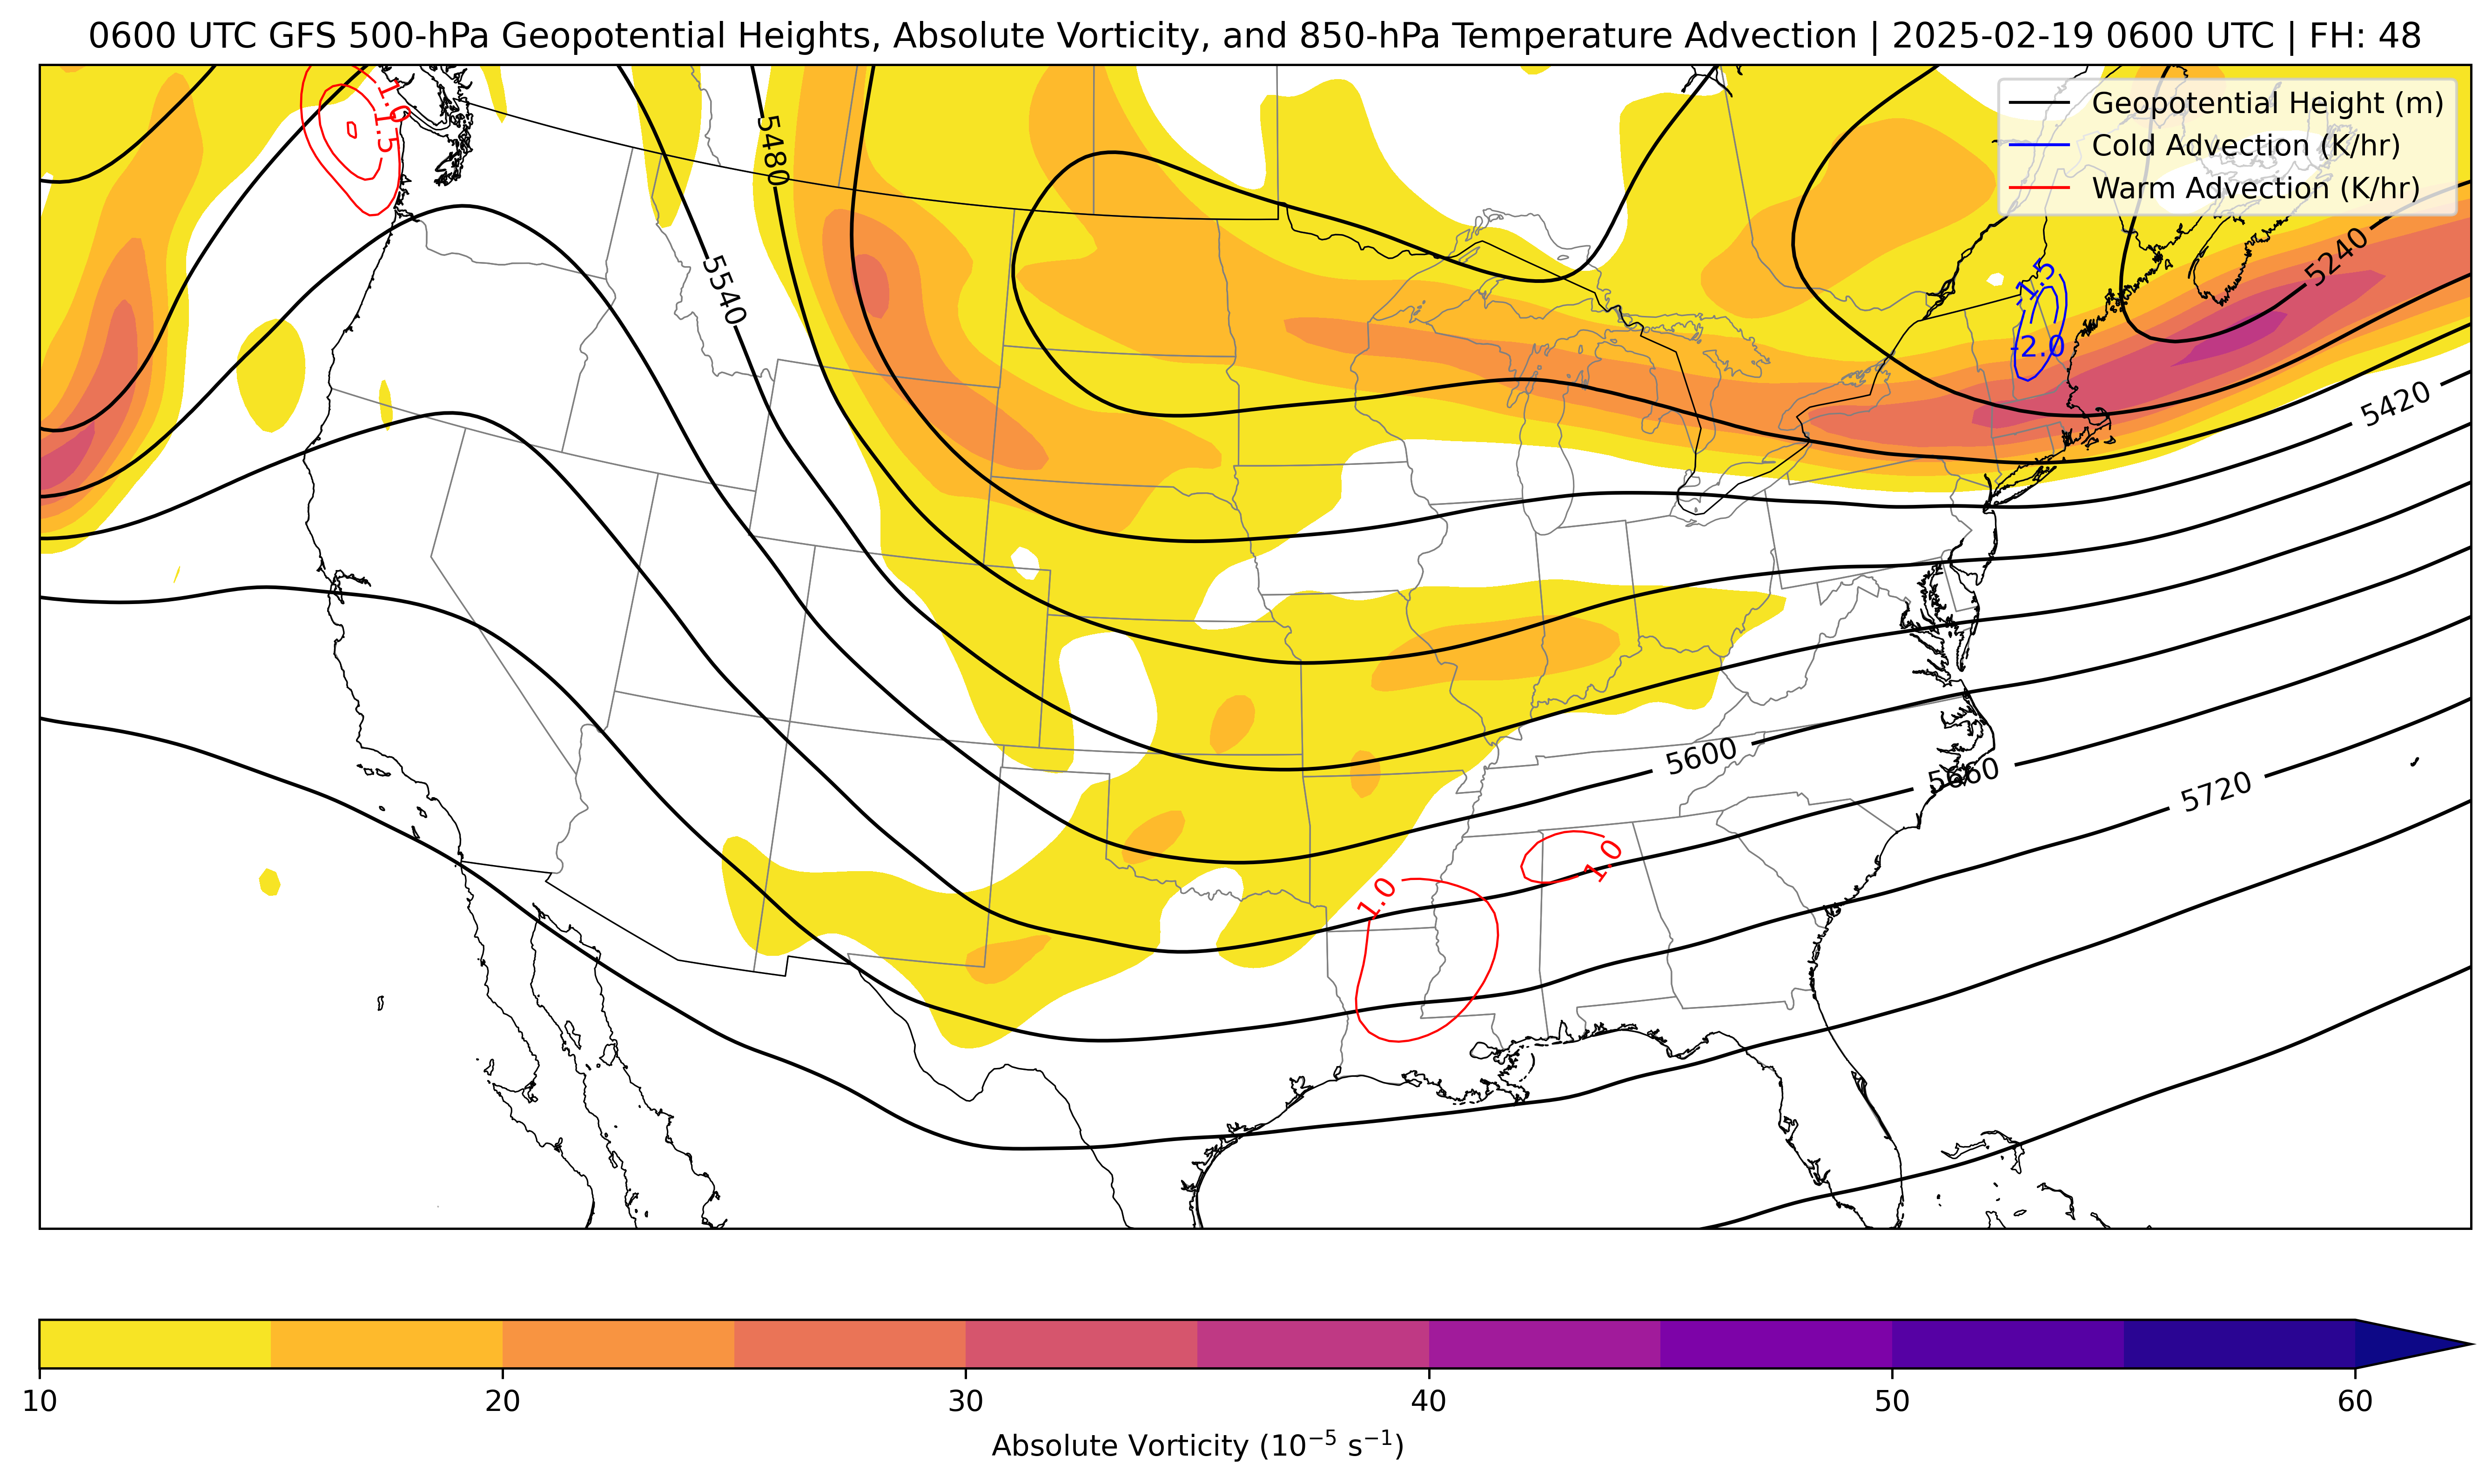 0600 UTC GFS 500-hPa Geopotential Heights, Absolute Vorticity, and 850-hPa Temperature Advection | 2025-02-19 0600 UTC | FH: 48
Geopotential Height (m)
Cold Advection (K/hr)
Warm Advection (K/hr)
1.0
1.5
5480
5540
5240
-1.5
-2.0
5420
5600
5660
5720
1.0
1.0
10 20 30 40 50 60
Absolute Vorticity (10⁻⁵ s⁻¹)